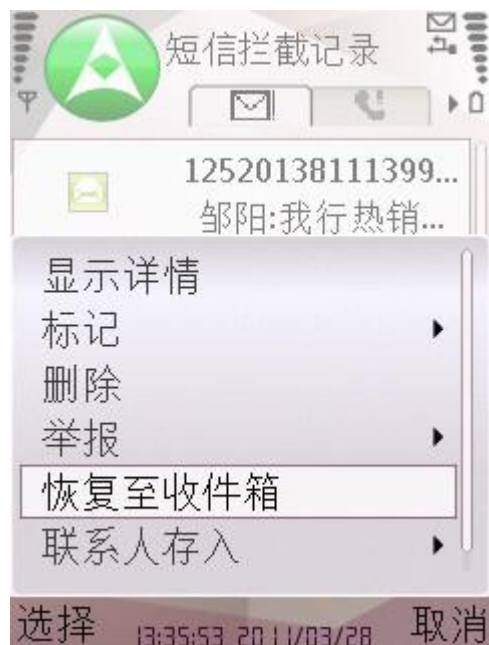 短信拦截记录
12520138111399...
邹阳:我行热销...
显示详情
标记
删除
举报
恢复至收件箱
联系人存入
选择 13:35:53 2011/03/28 取消